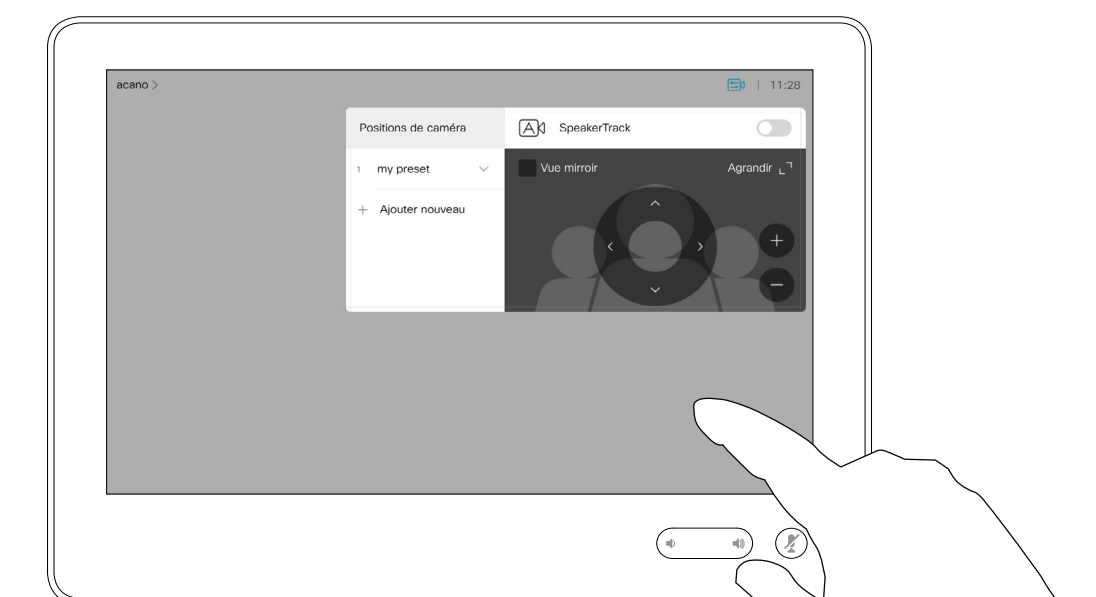 acano >
11:28
Positions de caméra
A SpeakerTrack
1 my preset
Vue mirroir
Agrandir
+ Ajouter nouveau